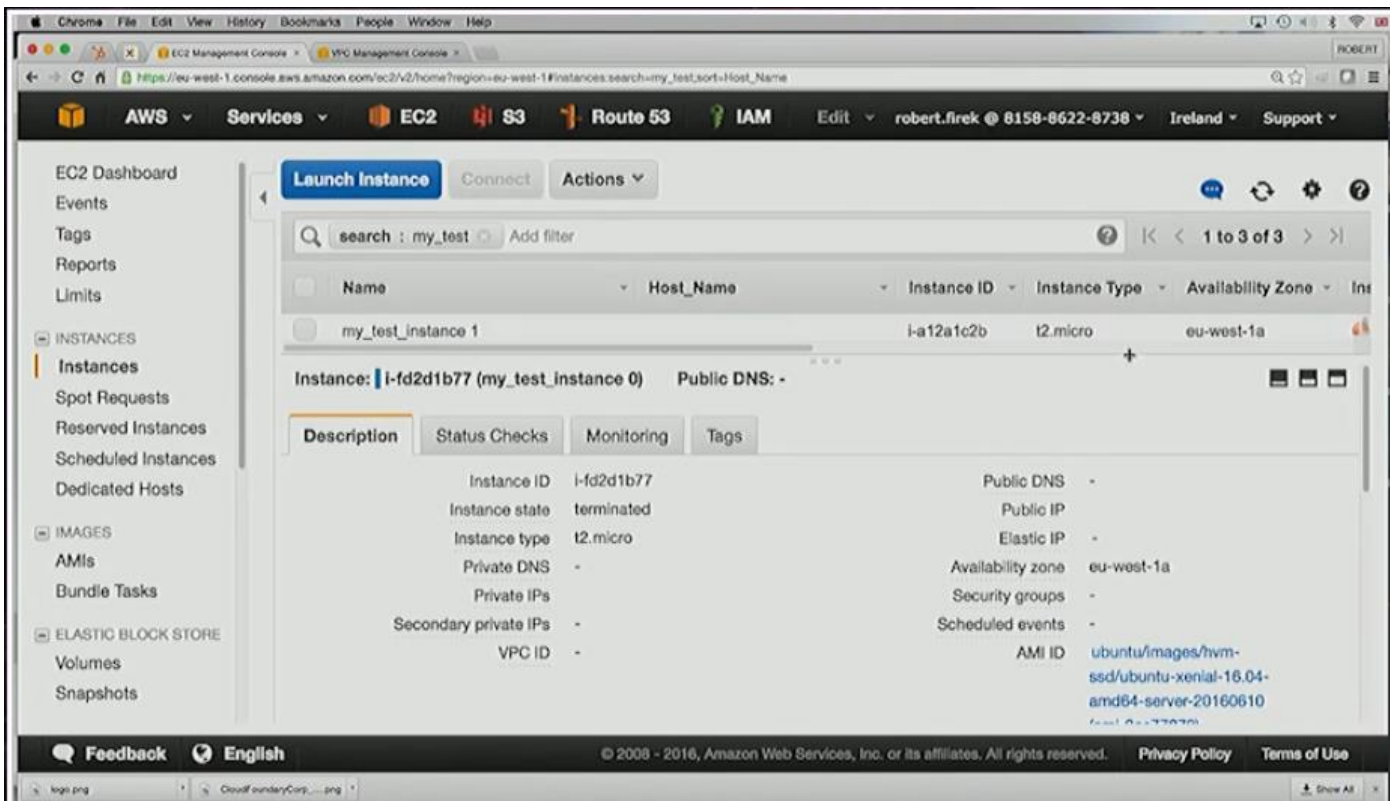 Chrome File Edit View History Bookmarks People Window Help
EC2 Management Console × VPC Management Console × ROBERT
https://eu-west-1.console.aws.amazon.com/ec2/v2/home?region=eu-west-1#Instances:search=my_test;sort=Host_Name
AWS Services EC2 S3 Route 53 IAM Edit robert.firek @ 8158-8622-8738 Ireland Support
EC2 Dashboard
Events
Tags
Reports
Limits
INSTANCES
Instances
Spot Requests
Reserved Instances
Scheduled Instances
Dedicated Hosts
IMAGES
AMIs
Bundle Tasks
ELASTIC BLOCK STORE
Volumes
Snapshots
Launch Instance Connect Actions
search : my_test Add filter 1 to 3 of 3
Name Host_Name Instance ID Instance Type Availability Zone Ins
my_test_instance 1 i-a12a1c2b t2.micro eu-west-1a
Instance: i-fd2d1b77 (my_test_instance 0) Public DNS: -
Description Status Checks Monitoring Tags
Instance ID i-fd2d1b77
Instance state terminated
Instance type t2.micro
Private DNS -
Private IPs
Secondary private IPs -
VPC ID -
Public DNS -
Public IP
Elastic IP -
Availability zone eu-west-1a
Security groups -
Scheduled events -
AMI ID ubuntu/images/hvm-
ssd/ubuntu-xenial-16.04-
amd64-server-20160610
Feedback English © 2008 - 2016, Amazon Web Services, Inc. or its affiliates. All rights reserved. Privacy Policy Terms of Use
logo.png CloudFoundaryCorp_....png Show All